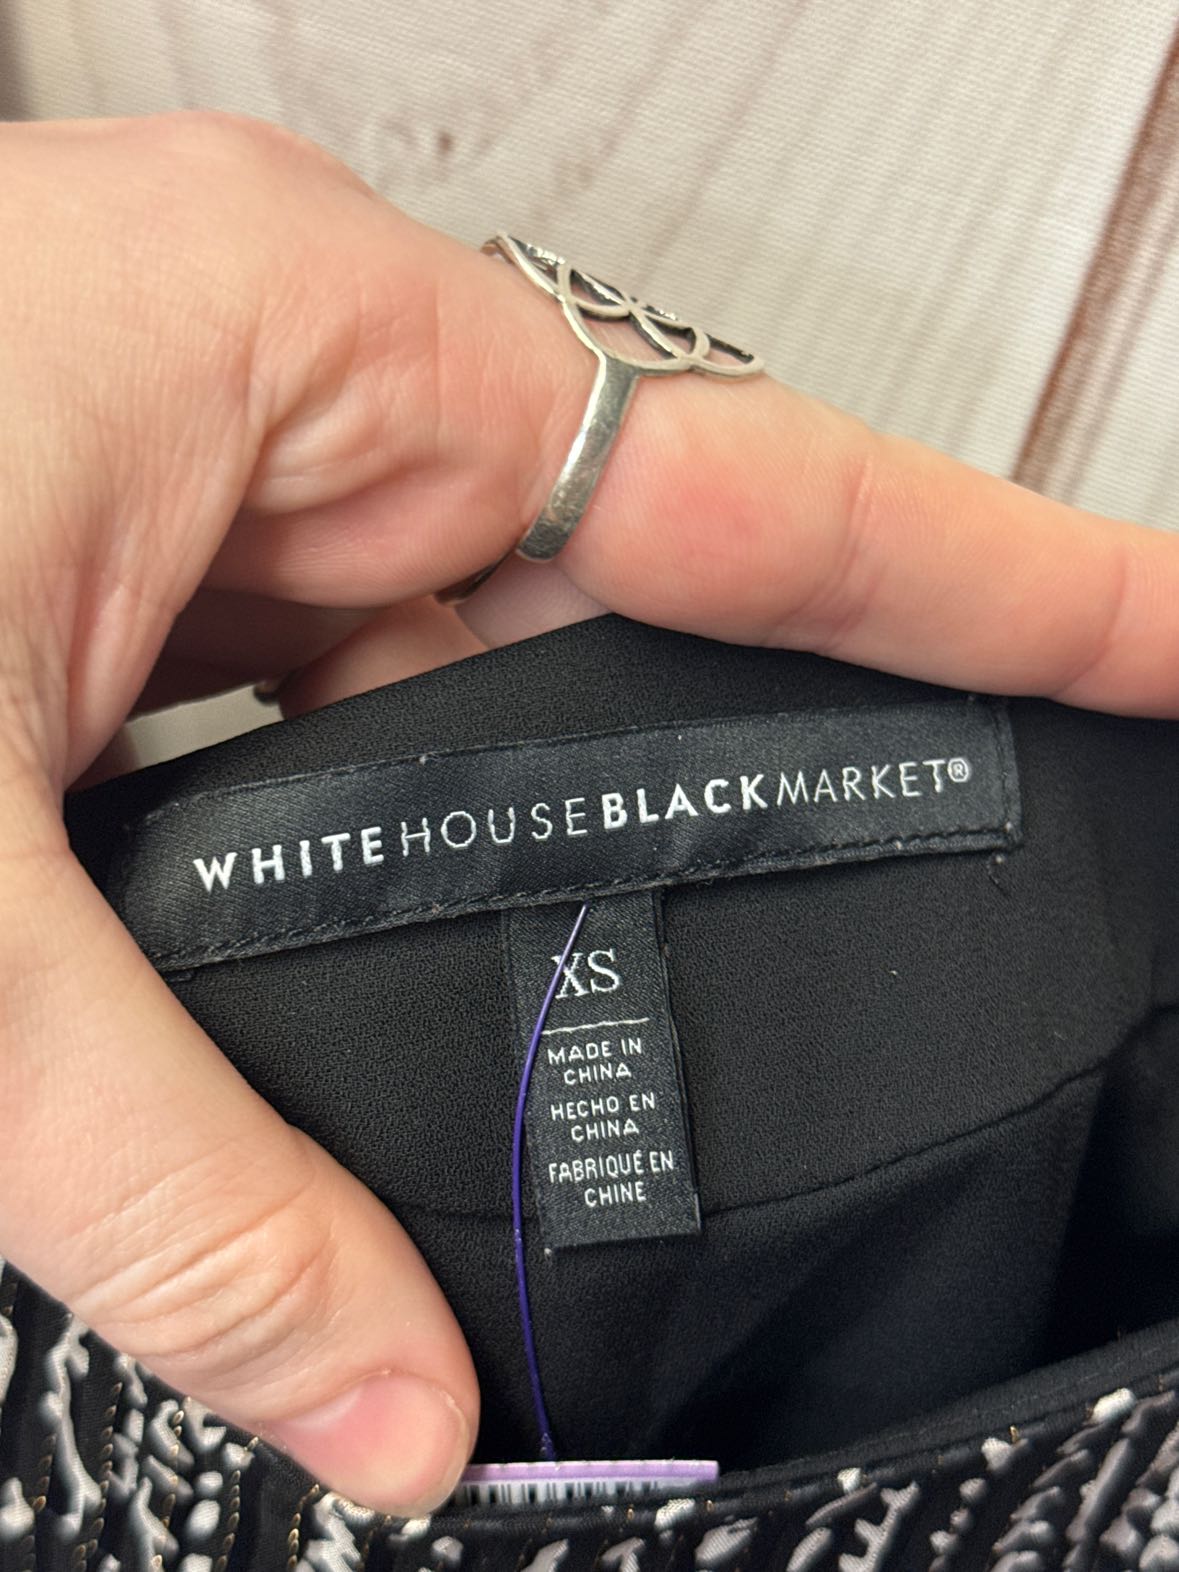 WHITEHOUSEBLACKMARKET®
XS
MADE IN
CHINA
HECHO EN
CHINA
FABRIQUÉ EN
CHINE